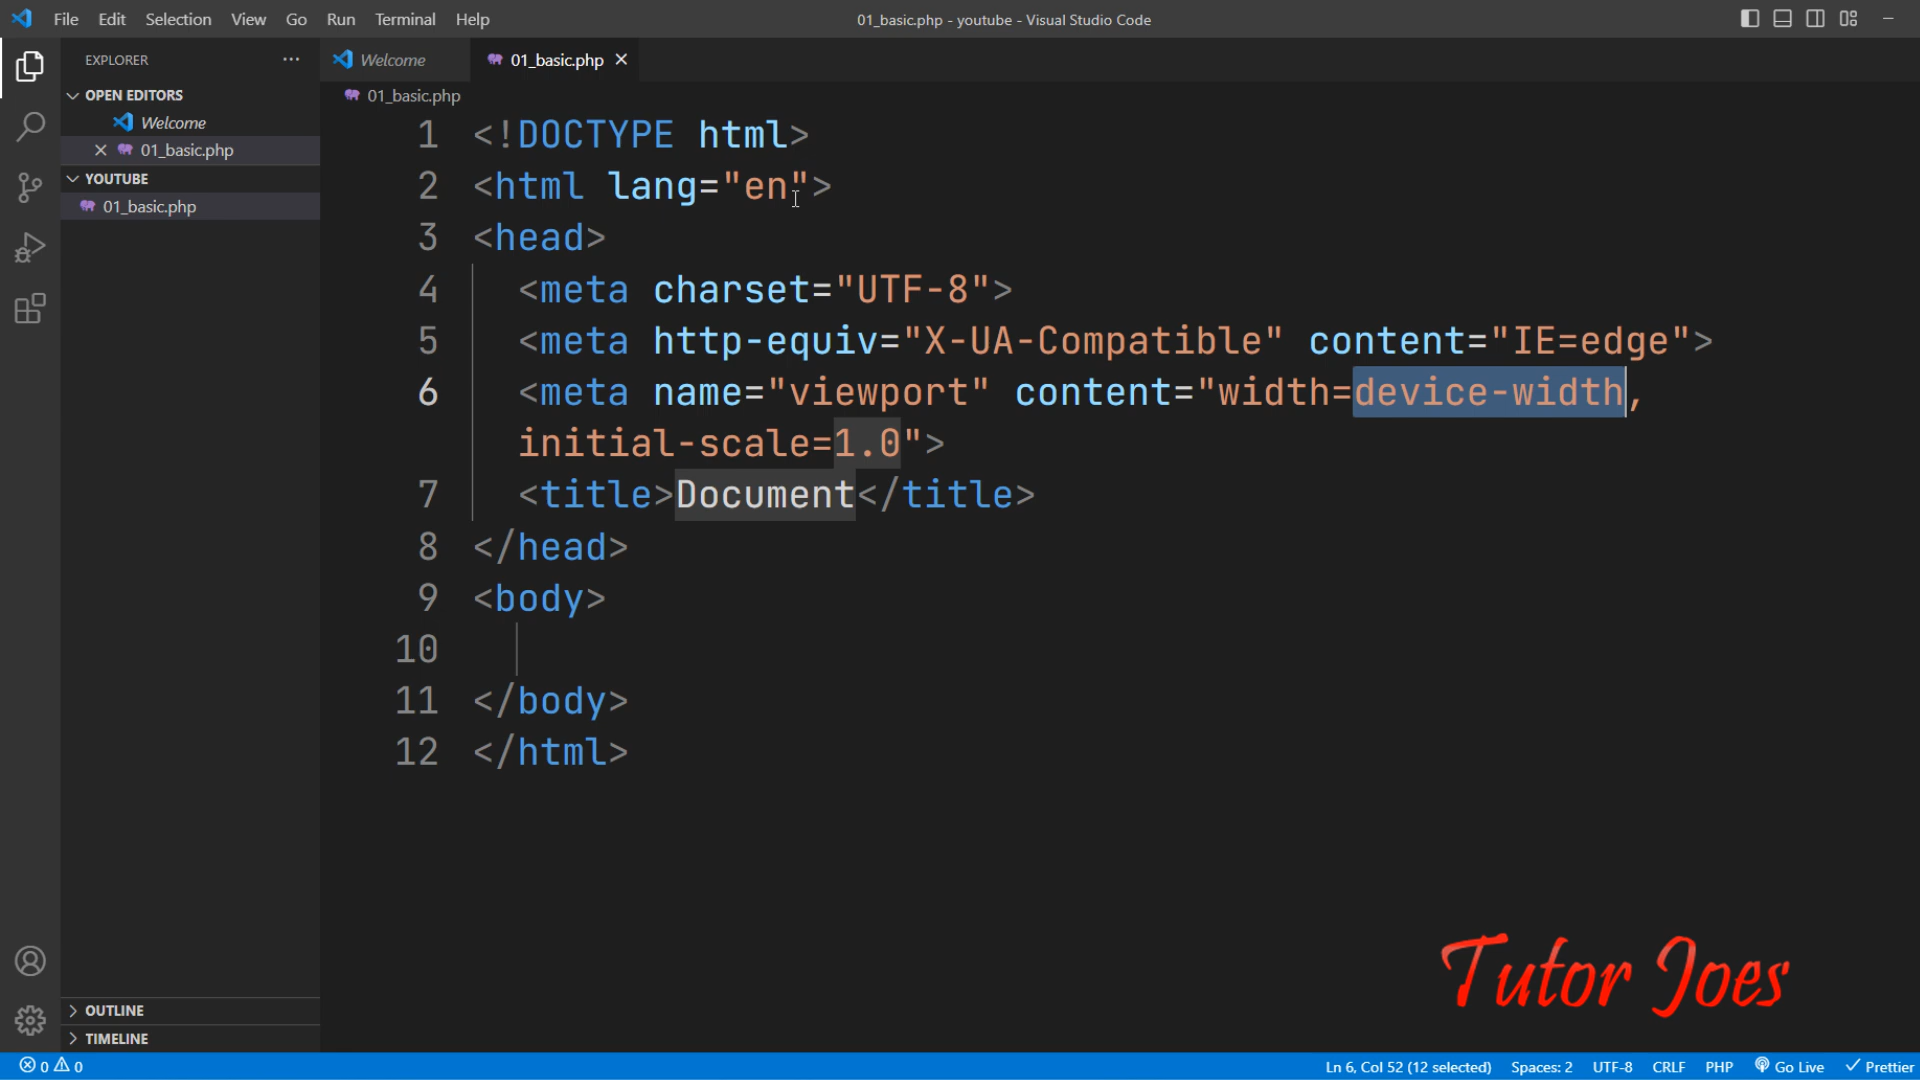 File Edit Selection View Go Run Terminal Help
01_basic.php - youtube - Visual Studio Code
EXPLORER
OPEN EDITORS
Welcome
01_basic.php
YOUTUBE
01_basic.php
OUTLINE
TIMELINE
Welcome
01_basic.php
01_basic.php
1 <!DOCTYPE html>
2 <html lang="en">
3 <head>
4 <meta charset="UTF-8">
5 <meta http-equiv="X-UA-Compatible" content="IE=edge">
6 <meta name="viewport" content="width=device-width,
initial-scale=1.0">
7 <title>Document</title>
8 </head>
9 <body>
10
11 </body>
12 </html>
Tutor Joes
0 0
Ln 6, Col 52 (12 selected) Spaces: 2 UTF-8 CRLF PHP Go Live Prettier